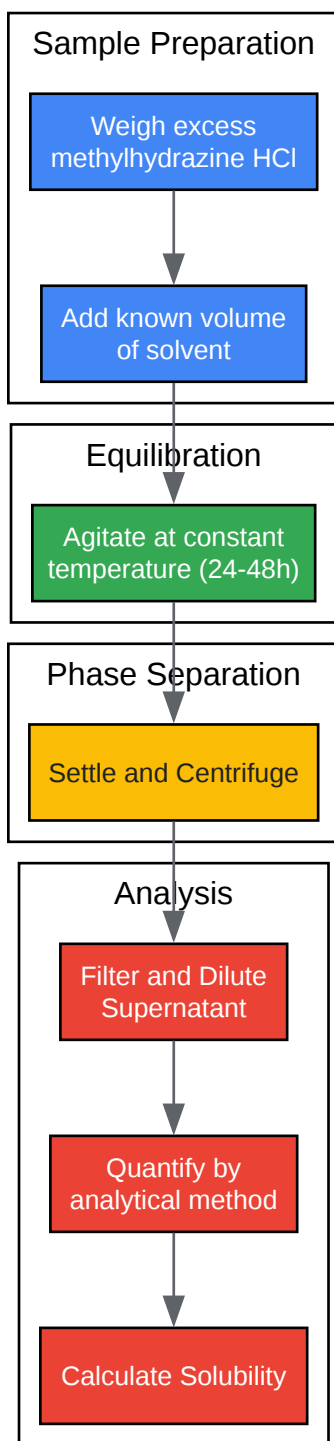 Sample Preparation
Weigh excess
methylhydrazine HCl
Add known volume
of solvent
Equilibration
Agitate at constant
temperature (24-48h)
Phase Separation
Settle and Centrifuge
Analysis
Filter and Dilute
Supernatant
Quantify by
analytical method
Calculate Solubility